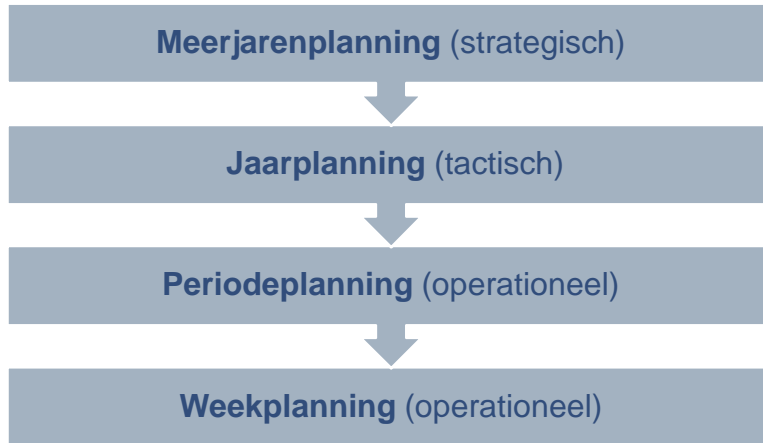 Meerjarenplanning (strategisch)
Jaarplanning (tactisch)
Periodeplanning (operationeel)
Weekplanning (operationeel)